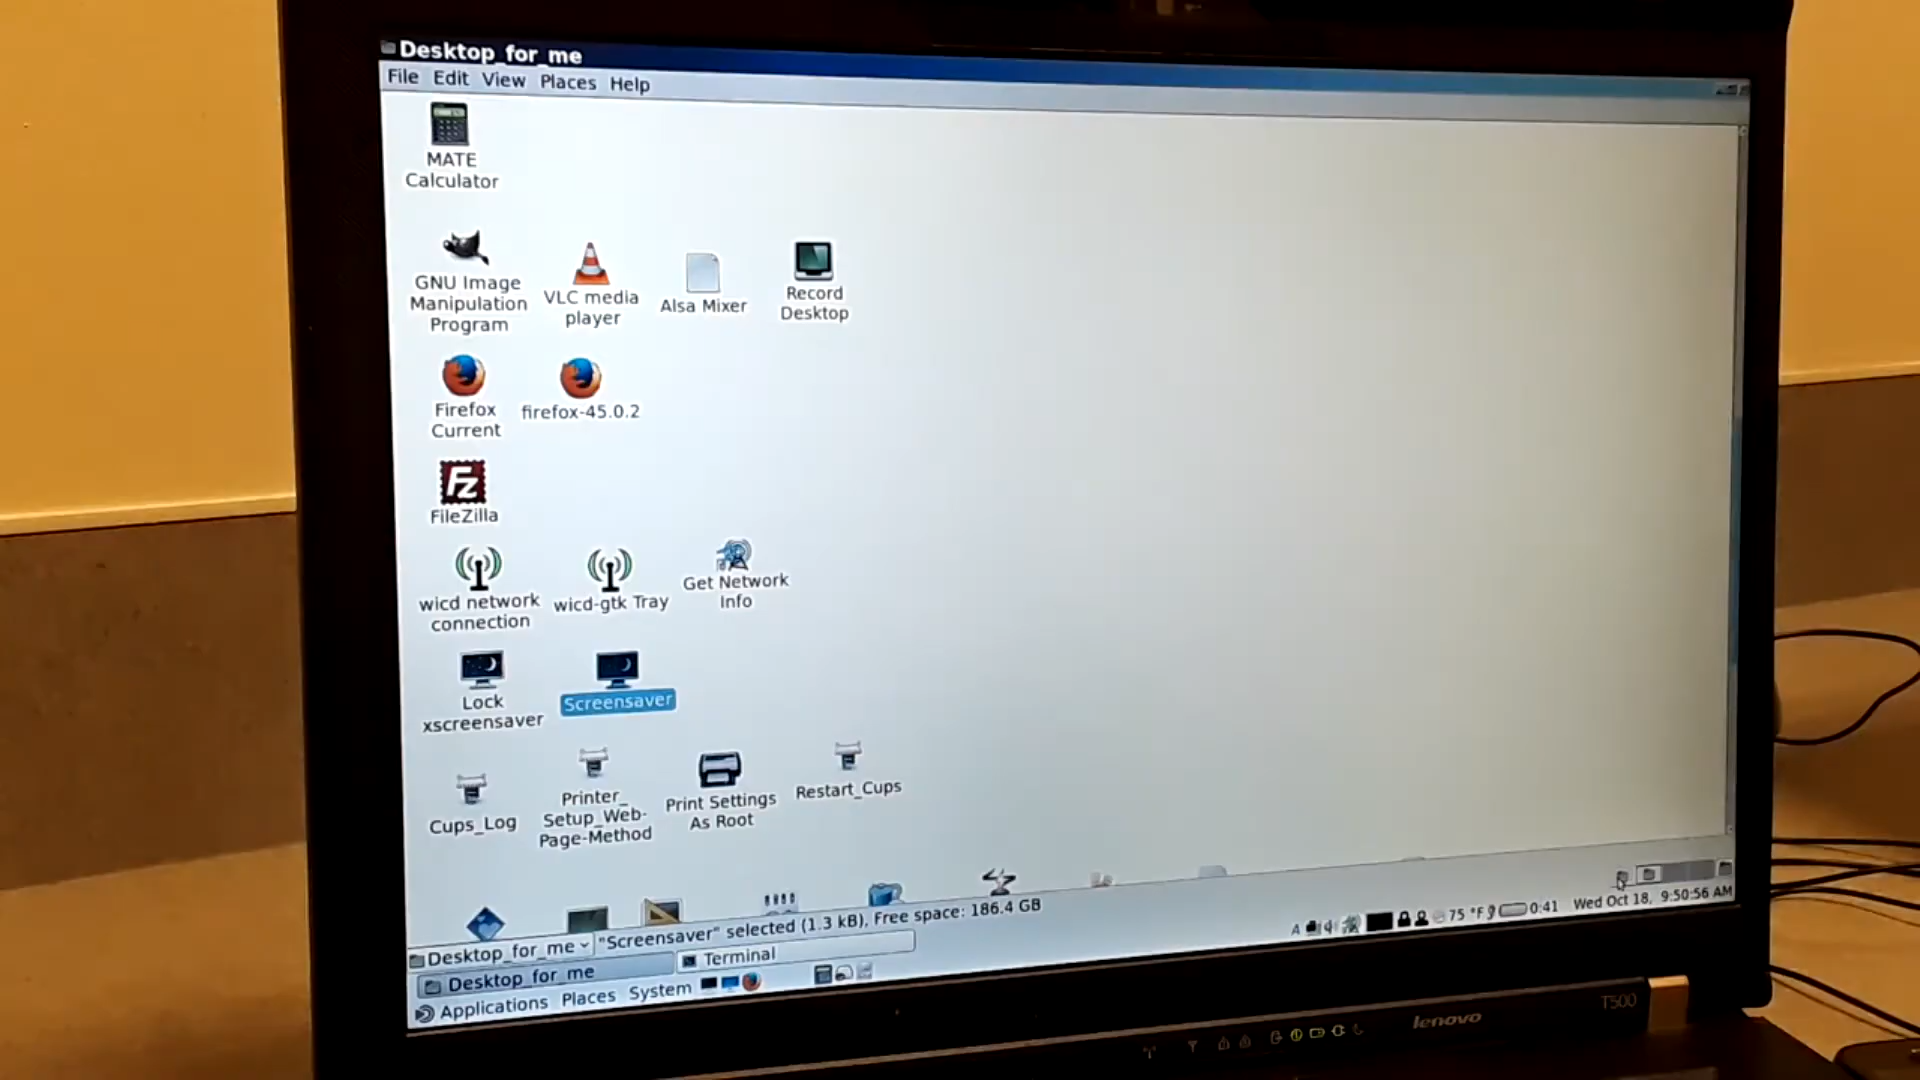 Desktop_for_me
File Edit View Places Help
MATE
Calculator
GNU Image
Manipulation
Program
VLC media
player
Alsa Mixer
Record
Desktop
Firefox
Current
firefox-45.0.2
Fz
FileZilla
wicd network
connection
wicd-gtk Tray
Get Network
Info
Lock
xscreensaver
Screensaver
Cups_Log
Printer_
Setup_Web-
Page-Method
Print Settings
As Root
Restart_Cups
Desktop_for_me "Screensaver" selected (1.3 kB), Free space: 186.4 GB
Desktop_for_me
Terminal
Applications Places System
A
75 °F
0:41
Wed Oct 18, 9:50:56 AM
lenovo
T500